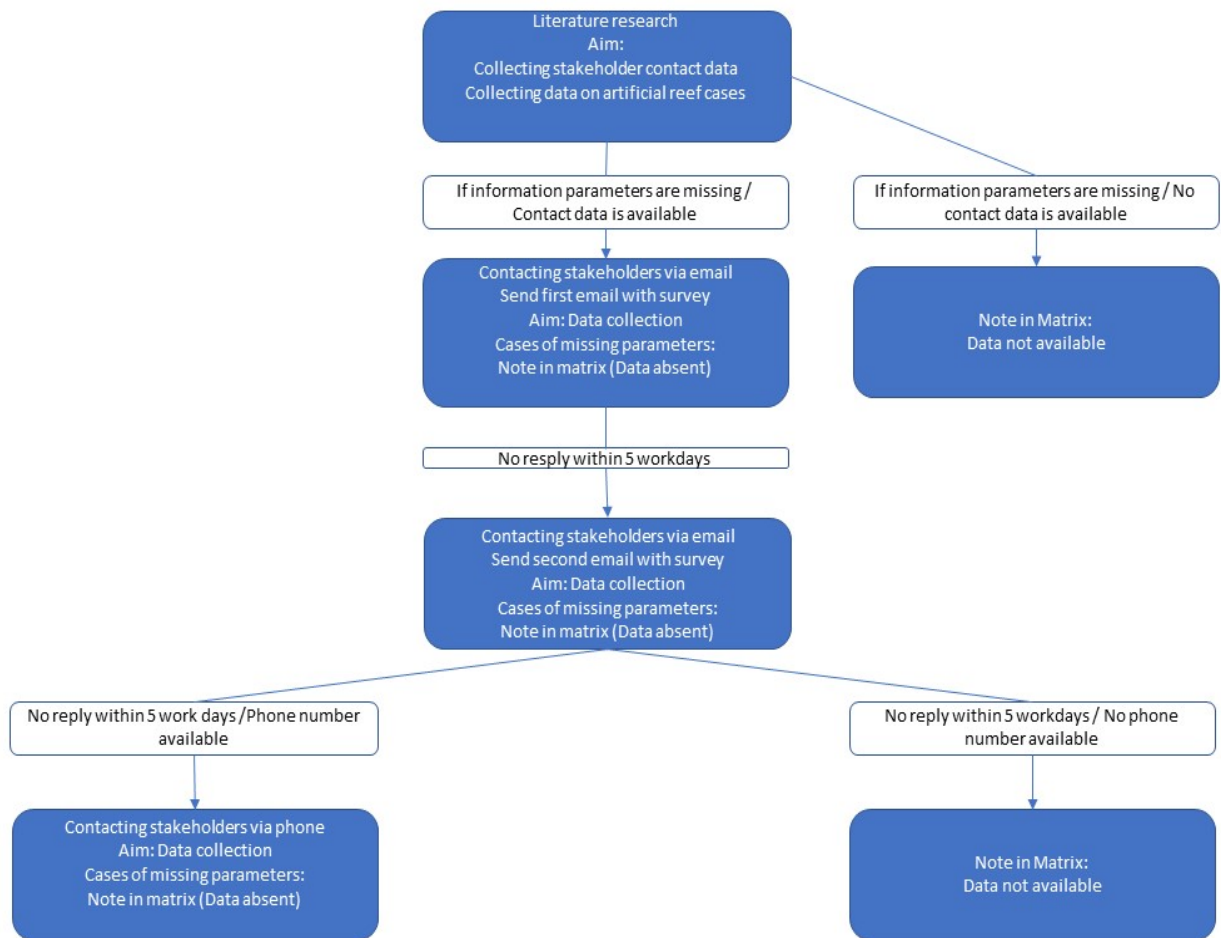 Literature research
Aim:
Collecting stakeholder contact data
Collecting data on artificial reef cases
If information parameters are missing /
Contact data is available
If information parameters are missing / No
contact data is available
Contacting stakeholders via email
Send first email with survey
Aim: Data collection
Cases of missing parameters:
Note in matrix (Data absent)
Note in Matrix:
Data not available
No resply within 5 workdays
Contacting stakeholders via email
Send second email with survey
Aim: Data collection
Cases of missing parameters:
Note in matrix (Data absent)
No reply within 5 work days /Phone number
available
No reply within 5 workdays / No phone
number available
Contacting stakeholders via phone
Aim: Data collection
Cases of missing parameters:
Note in matrix (Data absent)
Note in Matrix:
Data not available